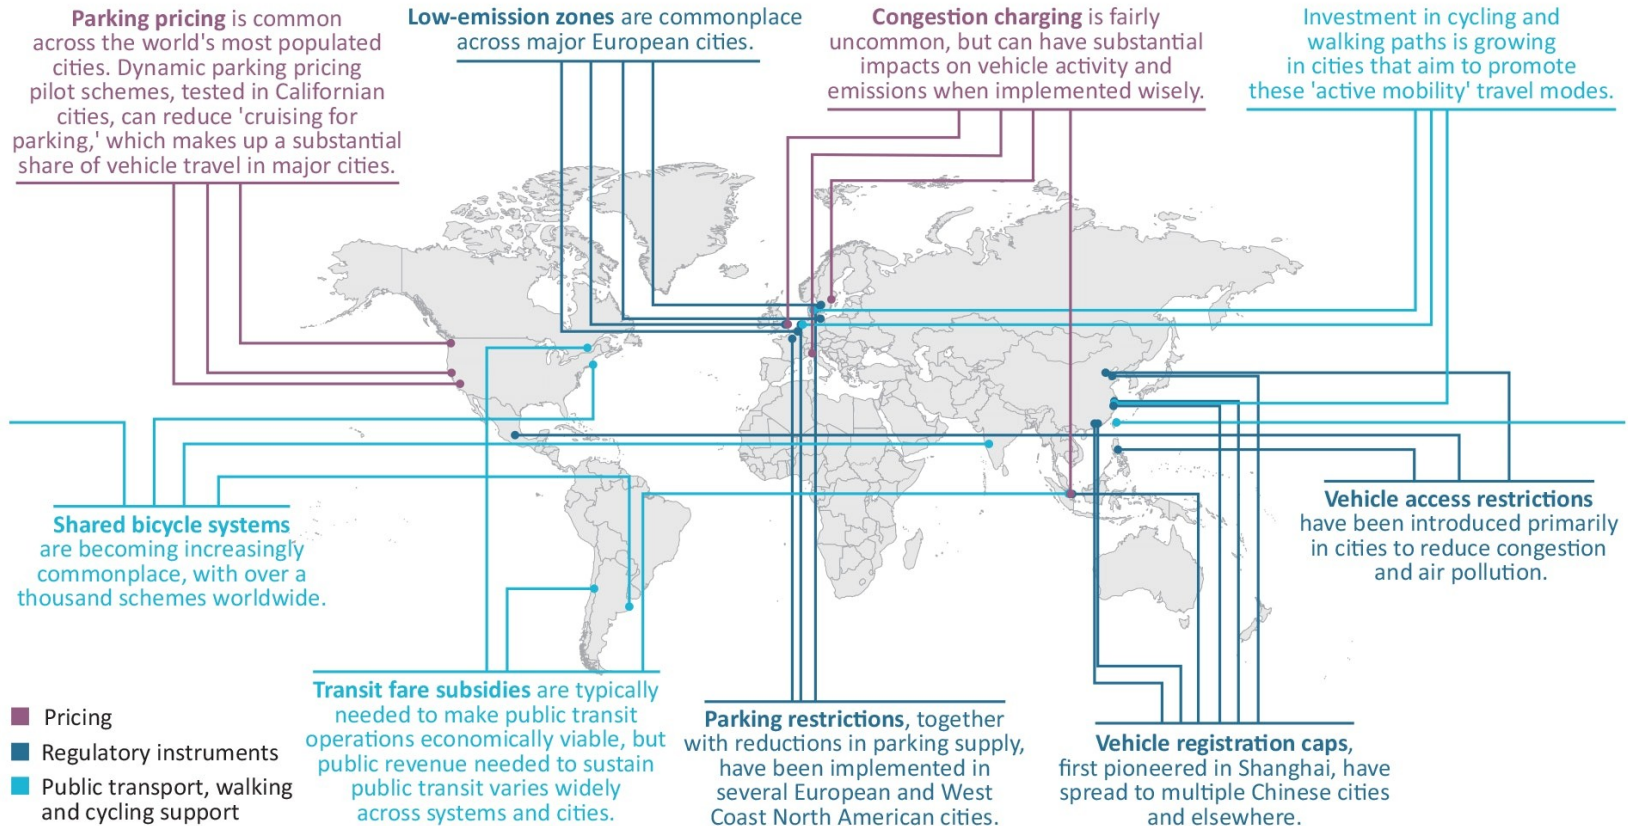 Parking pricing is common
across the world's most populated
cities. Dynamic parking pricing
pilot schemes, tested in Californian
cities, can reduce 'cruising for
parking,' which makes up a substantial
share of vehicle travel in major cities.
Low-emission zones are commonplace
across major European cities.
Congestion charging is fairly
uncommon, but can have substantial
impacts on vehicle activity and
emissions when implemented wisely.
Investment in cycling and
walking paths is growing
in cities that aim to promote
these 'active mobility' travel modes.
Shared bicycle systems
are becoming increasingly
commonplace, with over a
thousand schemes worldwide.
Vehicle access restrictions
have been introduced primarily
in cities to reduce congestion
and air pollution.
Pricing
Regulatory instruments
Public transport, walking
and cycling support
Transit fare subsidies are typically
needed to make public transit
operations economically viable, but
public revenue needed to sustain
public transit varies widely
across systems and cities.
Parking restrictions, together
with reductions in parking supply,
have been implemented in
several European and West
Coast North American cities.
Vehicle registration caps,
first pioneered in Shanghai, have
spread to multiple Chinese cities
and elsewhere.